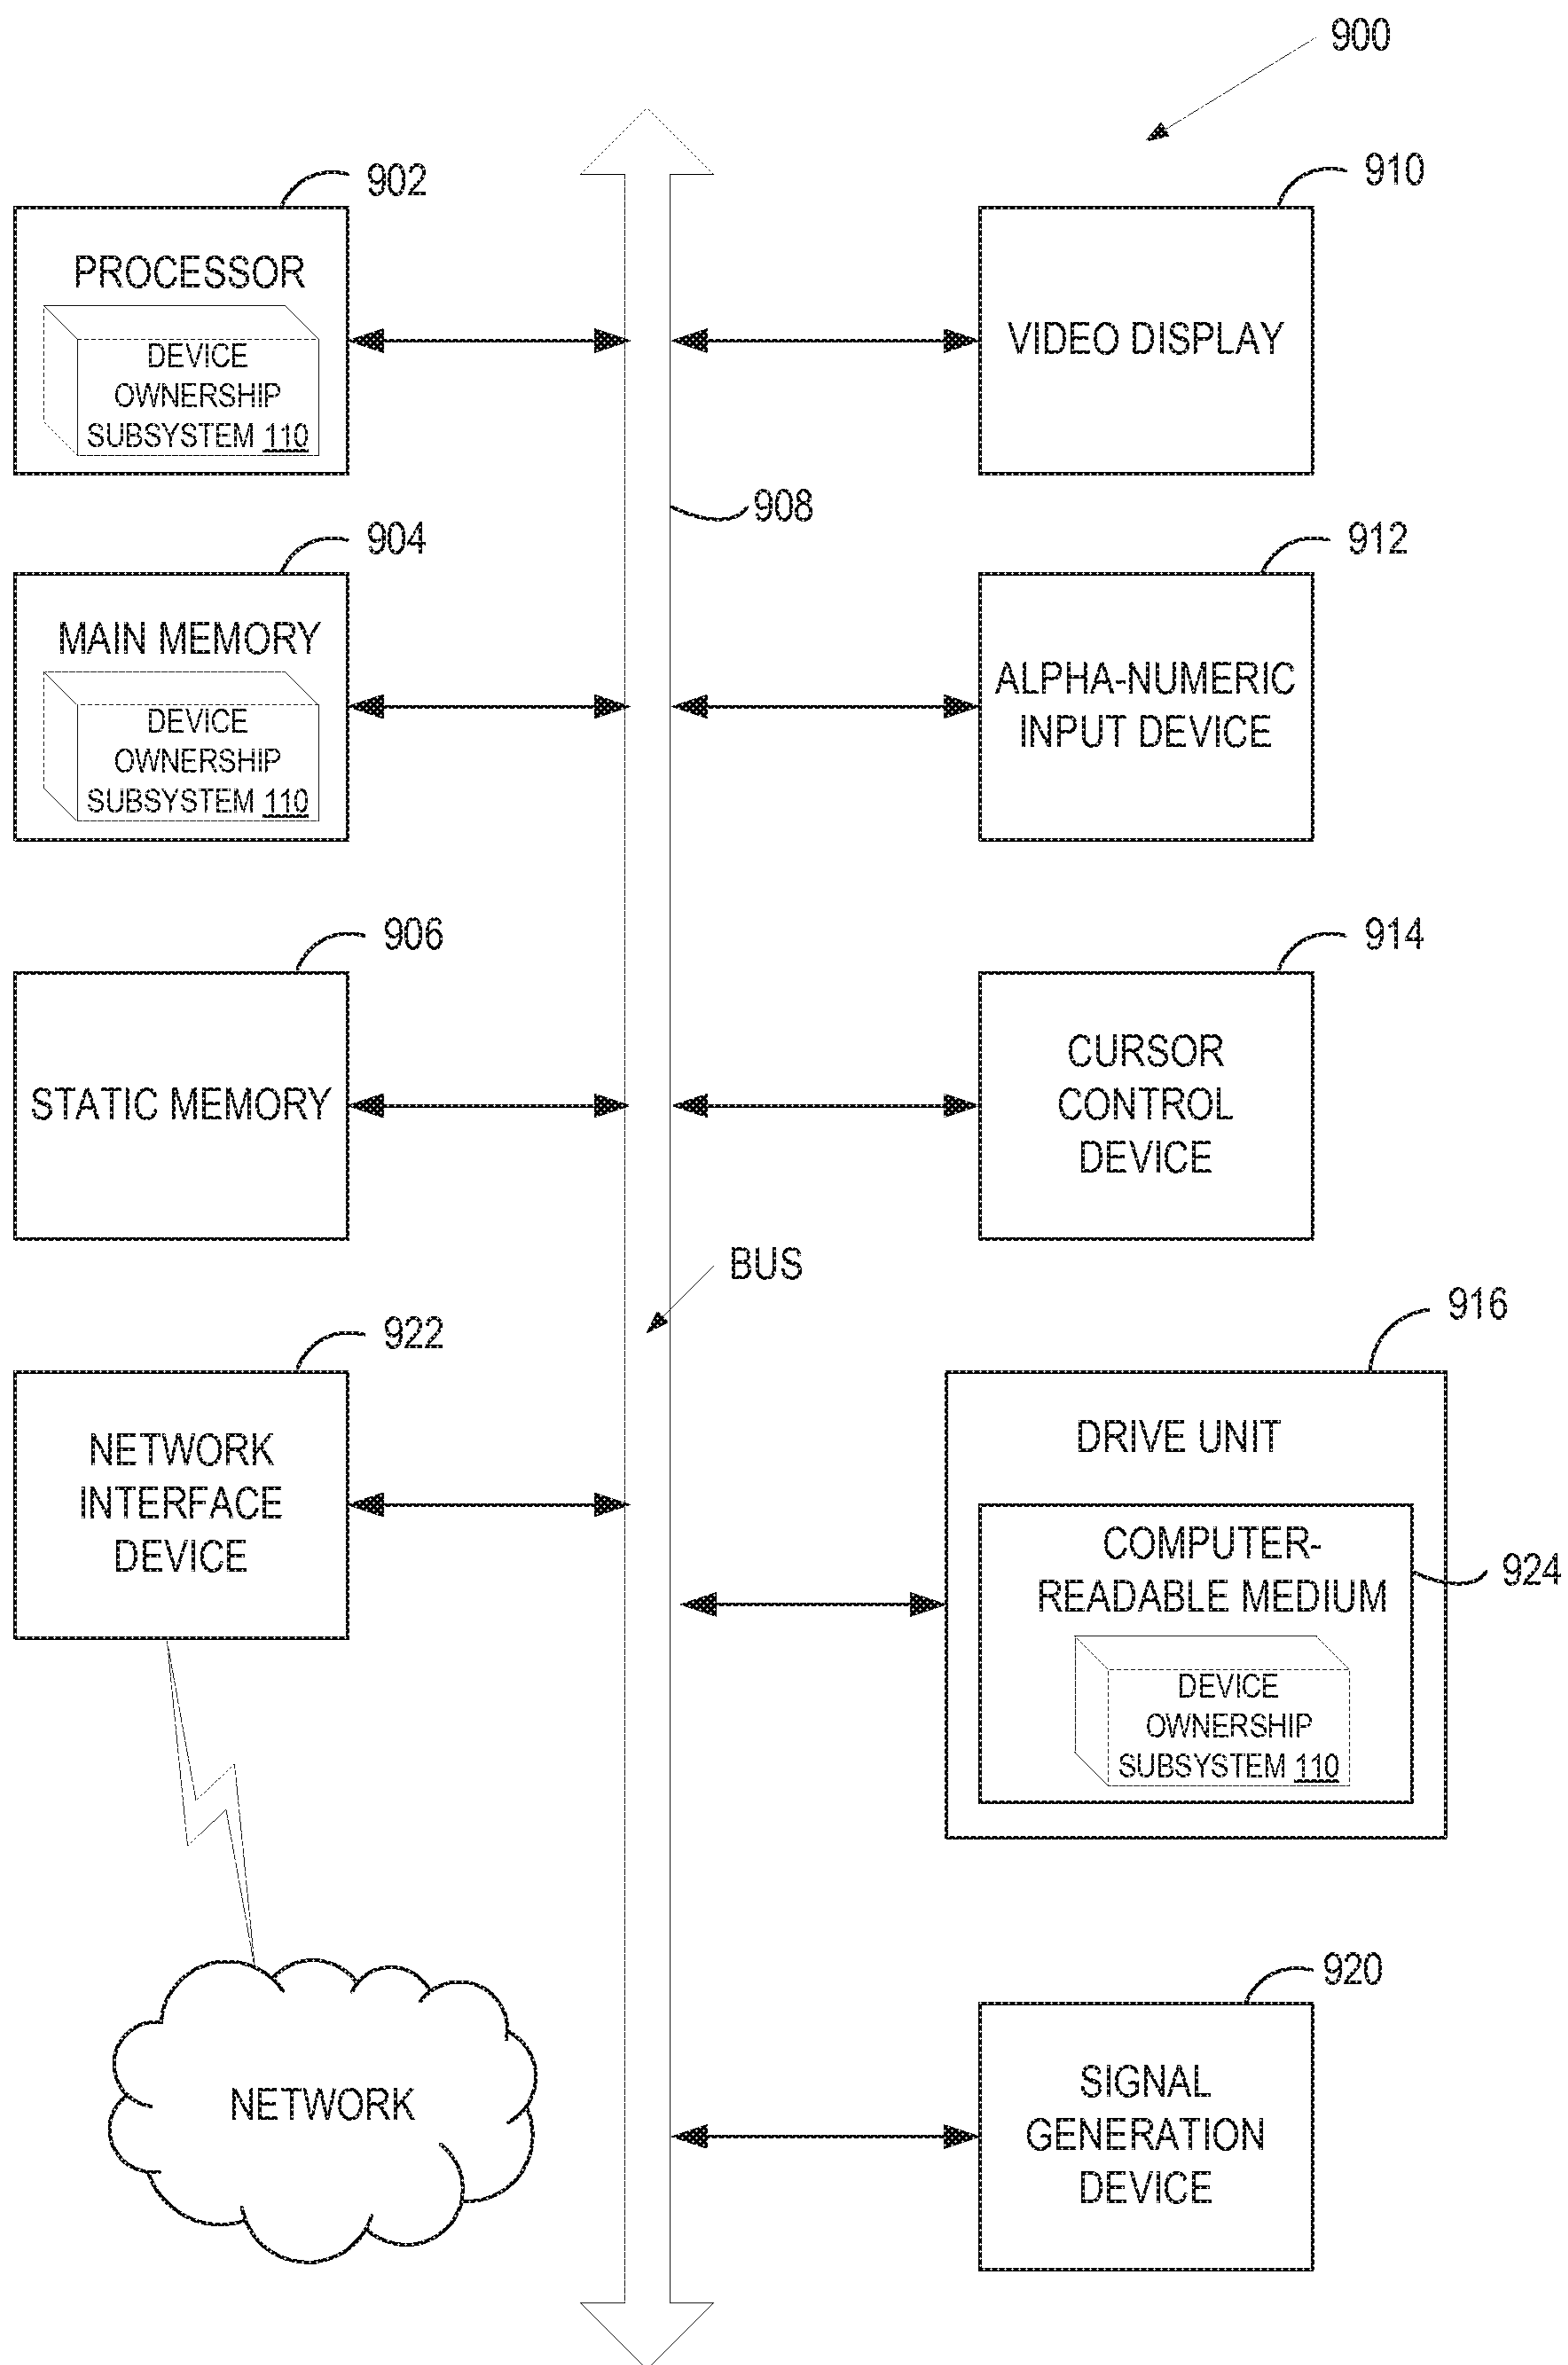 900
902
PROCESSOR
DEVICE
OWNERSHIP
SUBSYSTEM 110
910
VIDEO DISPLAY
908
904
MAIN MEMORY
DEVICE
OWNERSHIP
SUBSYSTEM 110
912
ALPHA-NUMERIC
INPUT DEVICE
906
STATIC MEMORY
914
CURSOR
CONTROL
DEVICE
BUS
922
NETWORK
INTERFACE
DEVICE
916
DRIVE UNIT
COMPUTER-
READABLE MEDIUM
924
DEVICE
OWNERSHIP
SUBSYSTEM 110
NETWORK
920
SIGNAL
GENERATION
DEVICE